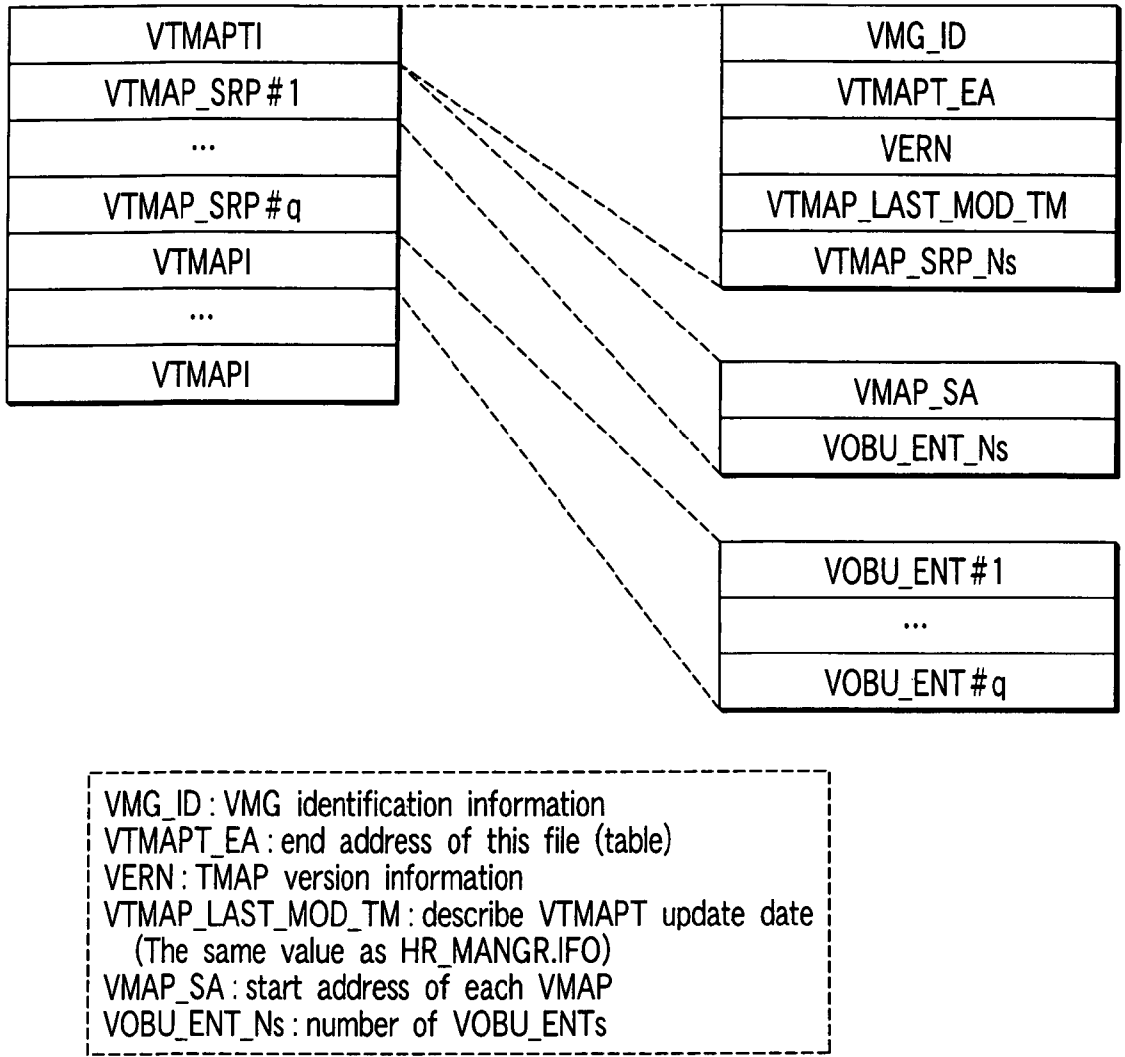 VTMAPTI
VTMAP_SRP#1
...
VTMAP_SRP#q
VTMAPI
...
VTMAPI
VMG_ID
VTMAPT_EA
VERN
VTMAP_LAST_MOD_TM
VTMAP_SRP_Ns
VMAP_SA
VOBU_ENT_Ns
VOBU_ENT#1
...
VOBU_ENT#q
VMG_ID : VMG identification information
VTMAPT_EA : end address of this file (table)
VERN : TMAP version information
VTMAP_LAST_MOD_TM : describe VTMAPT update date
(The same value as HR_MANGR.IFO)
VMAP_SA : start address of each VMAP
VOBU_ENT_Ns : number of VOBU_ENTs